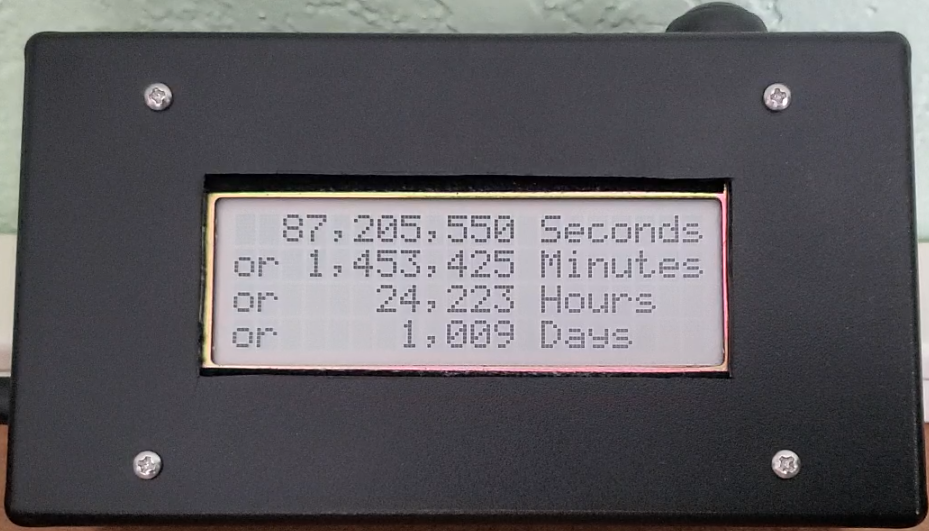 87,205,550 Seconds
or 1,453,425 Minutes
or 24,223 Hours
or 1,009 Days